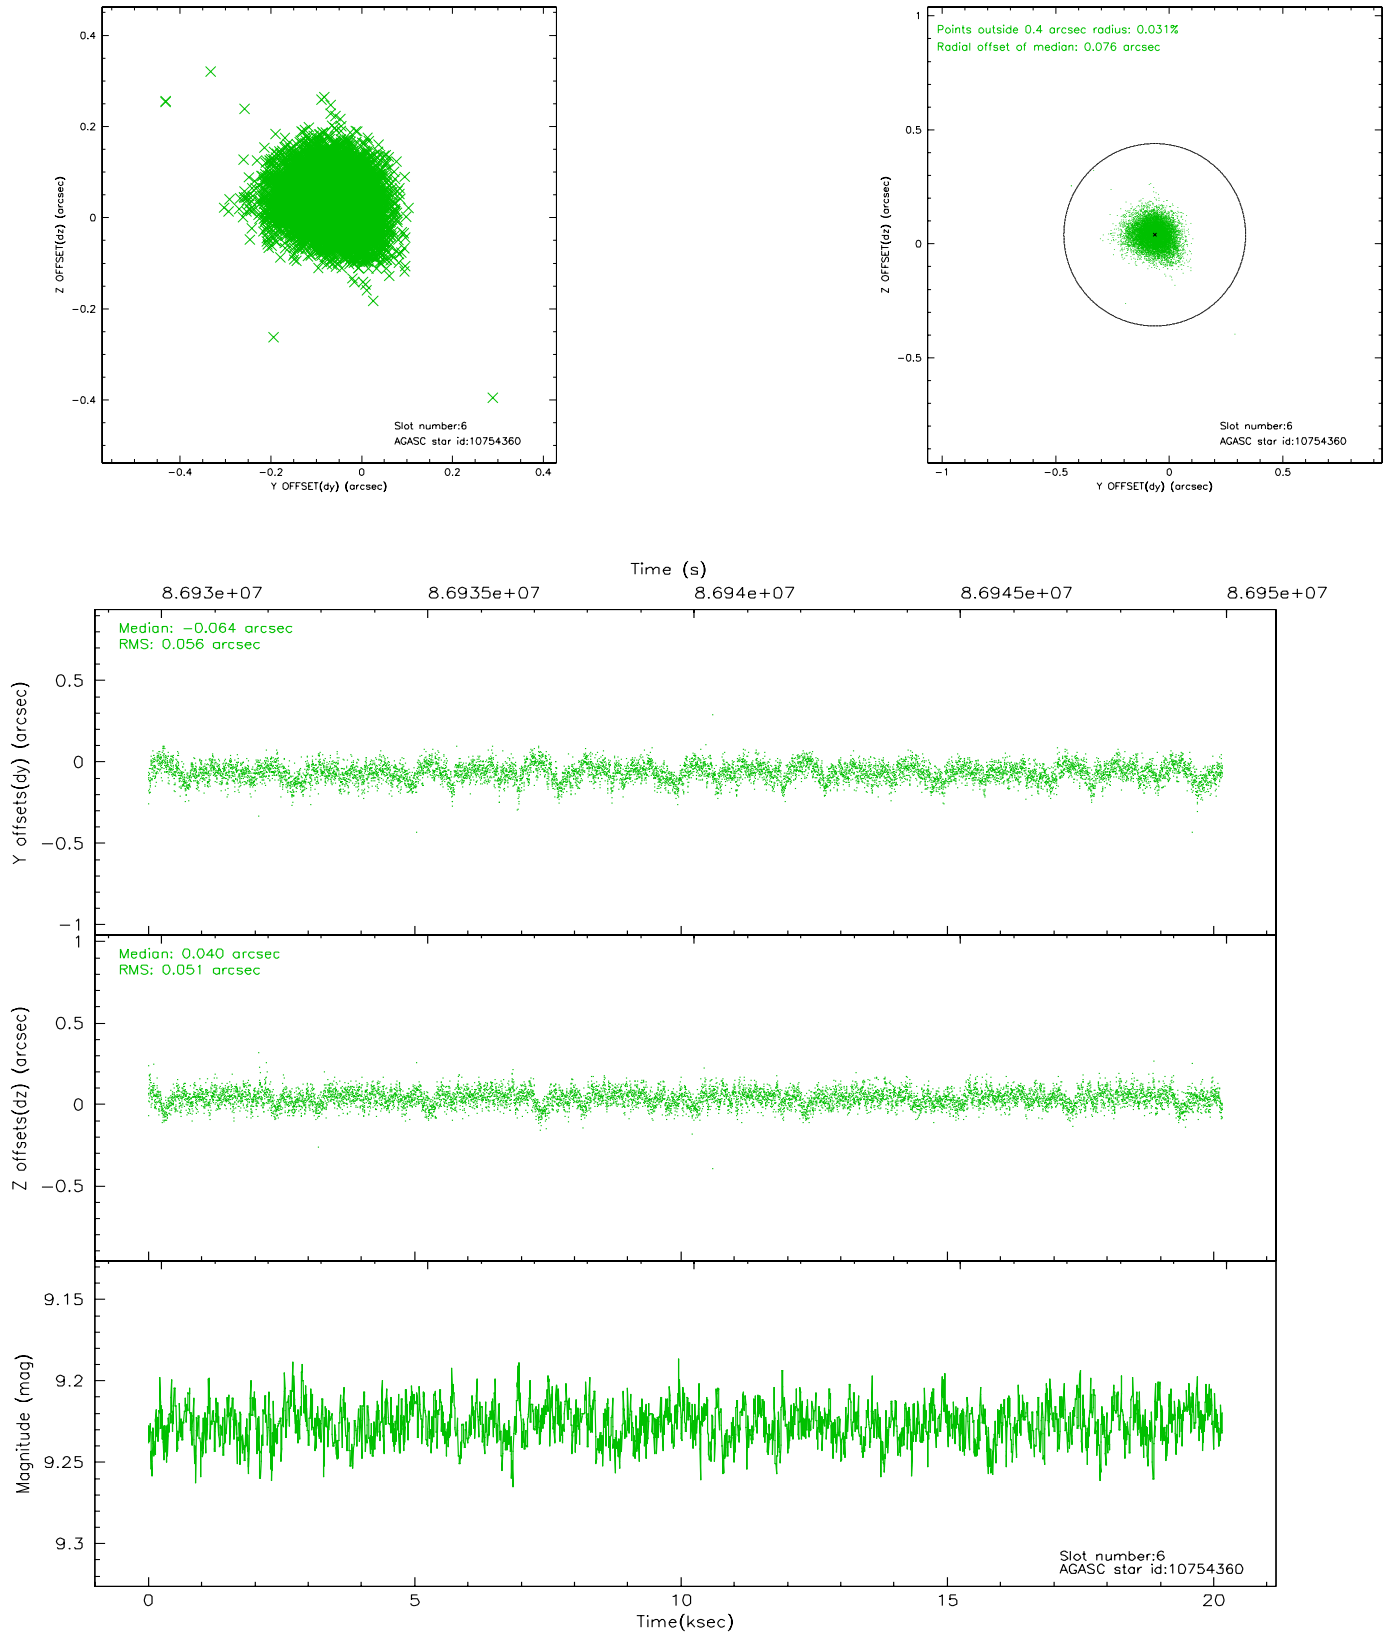 0.4
0.2
0
−0.2
−0.4
Z OFFSET(dz) (arcsec)
Slot number:6
AGASC star id:10754360
−0.4
−0.2
0
0.2
0.4
Y OFFSET(dy) (arcsec)
Points outside 0.4 arcsec radius: 0.031%
Radial offset of median: 0.076 arcsec
1
0.5
0
−0.5
Z OFFSET(dz) (arcsec)
Slot number:6
AGASC star id:10754360
−1
−0.5
0
0.5
Y OFFSET(dy) (arcsec)
Time (s)
8.693e+07
8.6935e+07
8.694e+07
8.6945e+07
8.695e+07
Median: −0.064 arcsec
RMS: 0.056 arcsec
0.5
0
−0.5
−1
Y offsets(dy) (arcsec)
Median: 0.040 arcsec
RMS: 0.051 arcsec
1
0.5
0
−0.5
Z offsets(dz) (arcsec)
9.15
9.2
9.25
9.3
Magnitude (mag)
Slot number:6
AGASC star id:10754360
0
5
10
15
20
Time(ksec)